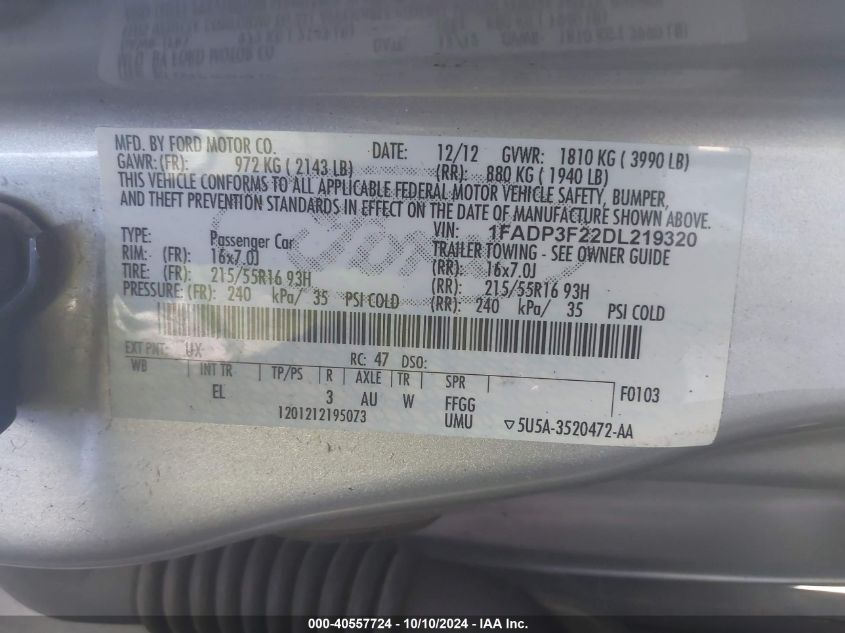 MFD. BY FORD MOTOR CO. DATE: 12/12 GVWR: 1810 KG ( 3990 LB)
GAWR: (FR): 972 KG ( 2143 LB) (RR): 880 KG ( 1940 LB)
THIS VEHICLE CONFORMS TO ALL APPLICABLE FEDERAL MOTOR VEHICLE SAFETY, BUMPER,
AND THEFT PREVENTION STANDARDS IN EFFECT ON THE DATE OF MANUFACTURE SHOWN ABOVE.
VIN: 1FADP3F22DL219320
TYPE: Passenger Car TRAILER TOWING - SEE OWNER GUIDE
RIM: (FR): 16x7.0J (RR): 16x7.0J
TIRE: (FR): 215/55R16 93H (RR): 215/55R16 93H
PRESSURE: (FR): 240 kPa/ 35 PSI COLD (RR): 240 kPa/ 35 PSI COLD
EXT PNT: UX RC: 47 DSO:
WB INT TR TP/PS R AXLE TR SPR F0103
EL 3 AU W FFGG
1201212195073 UMU ▽5U5A-3520472-AA
Ford
000-40557724 - 10/10/2024 - IAA Inc.